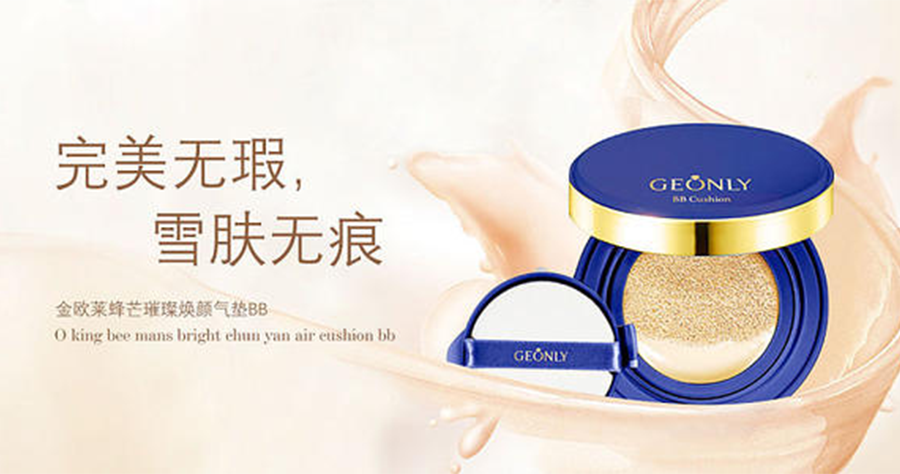 完美无瑕,
雪肤无痕
金欧莱蜂芒璀璨焕颜气垫BB
O king bee mans bright chun yan air cushion bb
GEONLY
BB Cushion
GEONLY